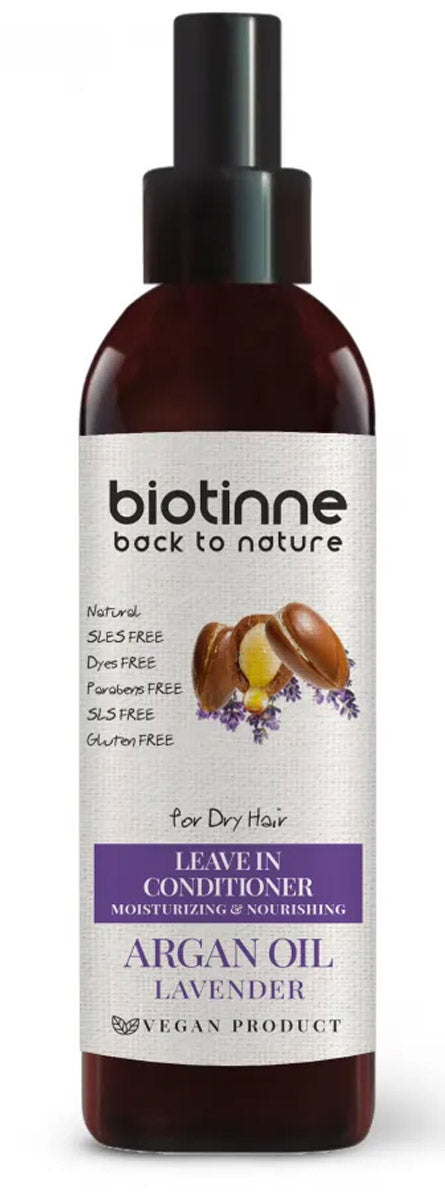 biotinne
back to nature
Natural
SLES FREE
Dyes FREE
Parabens FREE
SLS FREE
Gluten FREE
for Dry Hair
LEAVE IN
CONDITIONER
MOISTURIZING & NOURISHING
ARGAN OIL
LAVENDER
VEGAN PRODUCT